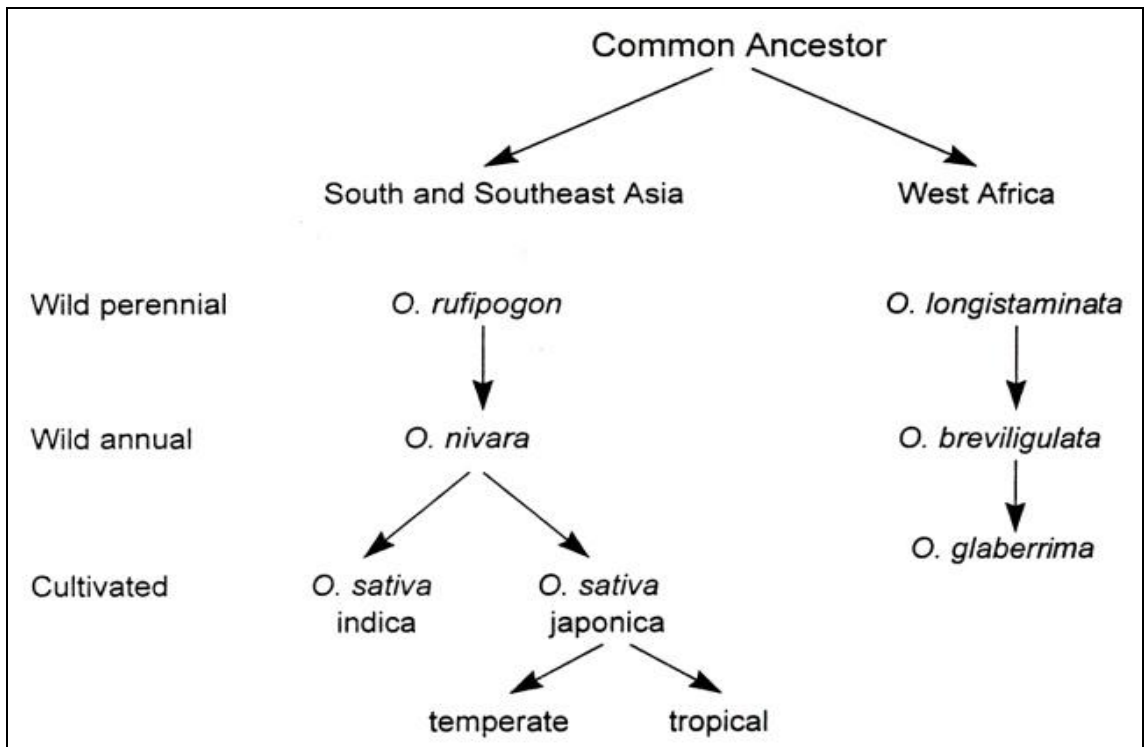 Common Ancestor
South and Southeast Asia West Africa
Wild perennial O. rufipogon O. longistaminata
Wild annual O. nivara O. breviligulata
O. glaberrima
Cultivated O. sativa O. sativa
indica japonica
temperate tropical